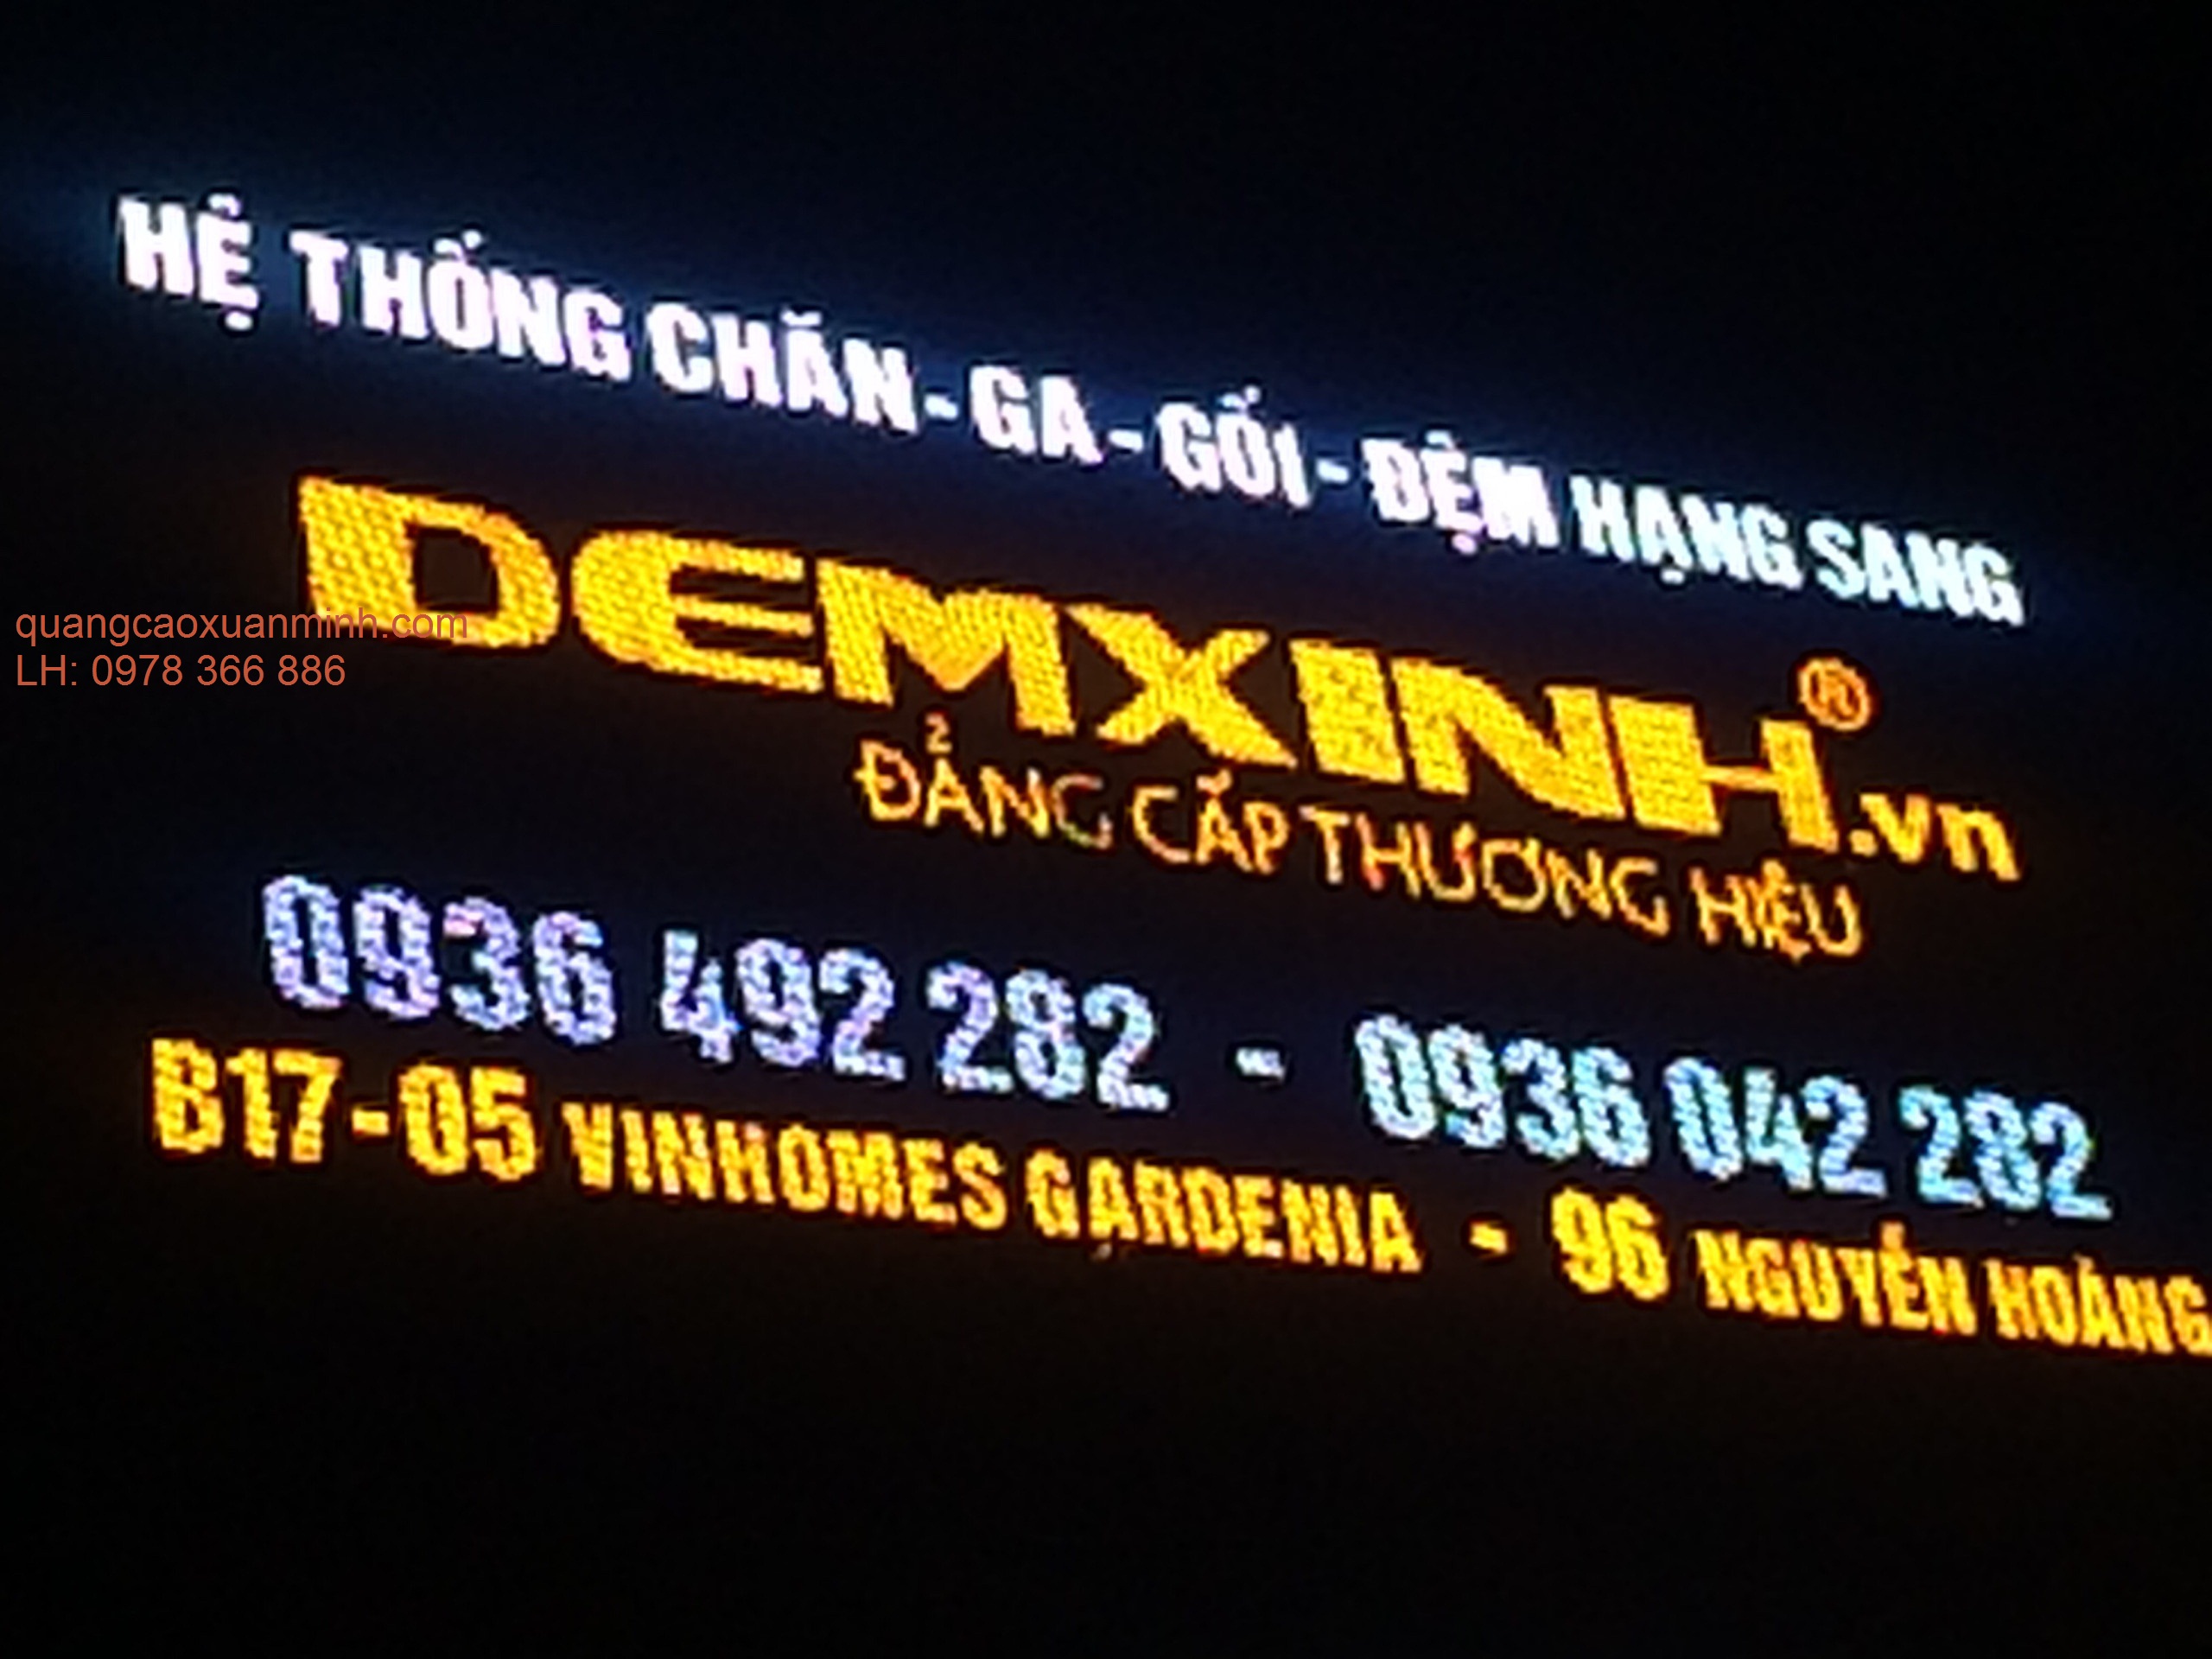 HỆ THỐNG CHĂN - GA - GỐI - ĐỆM HẠNG SANG
DEMXINH®.vn
quangcaoxuanminh.com
LH: 0978 366 886
ĐẲNG CẤP THƯƠNG HIỆU
0936 492 282 - 0936 042 282
B17-05 VINHOMES GARDENIA - 96 NGUYỄN HOÀNG